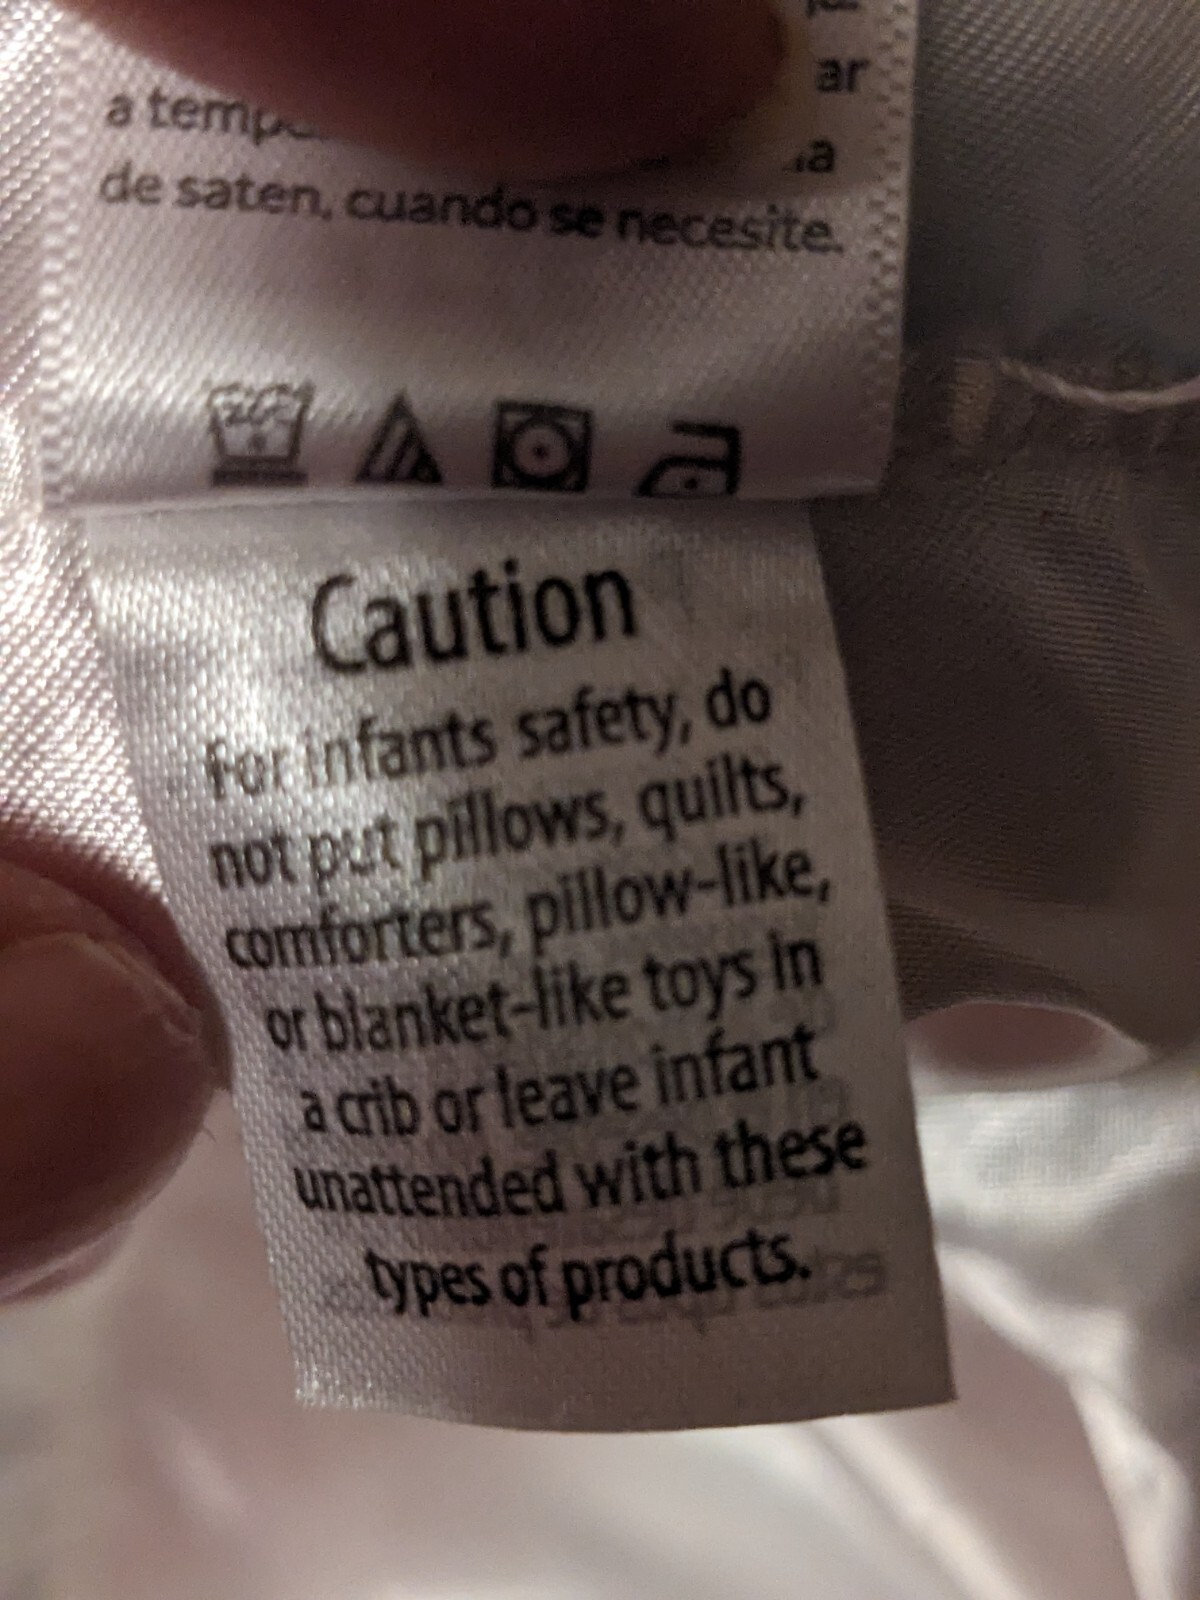 ar
a
de saten, cuando se necesite.
Caution
For infants safety, do
not put pillows, quilts,
comforters, pillow-like,
or blanket-like toys in
a crib or leave infant
unattended with these
types of products.